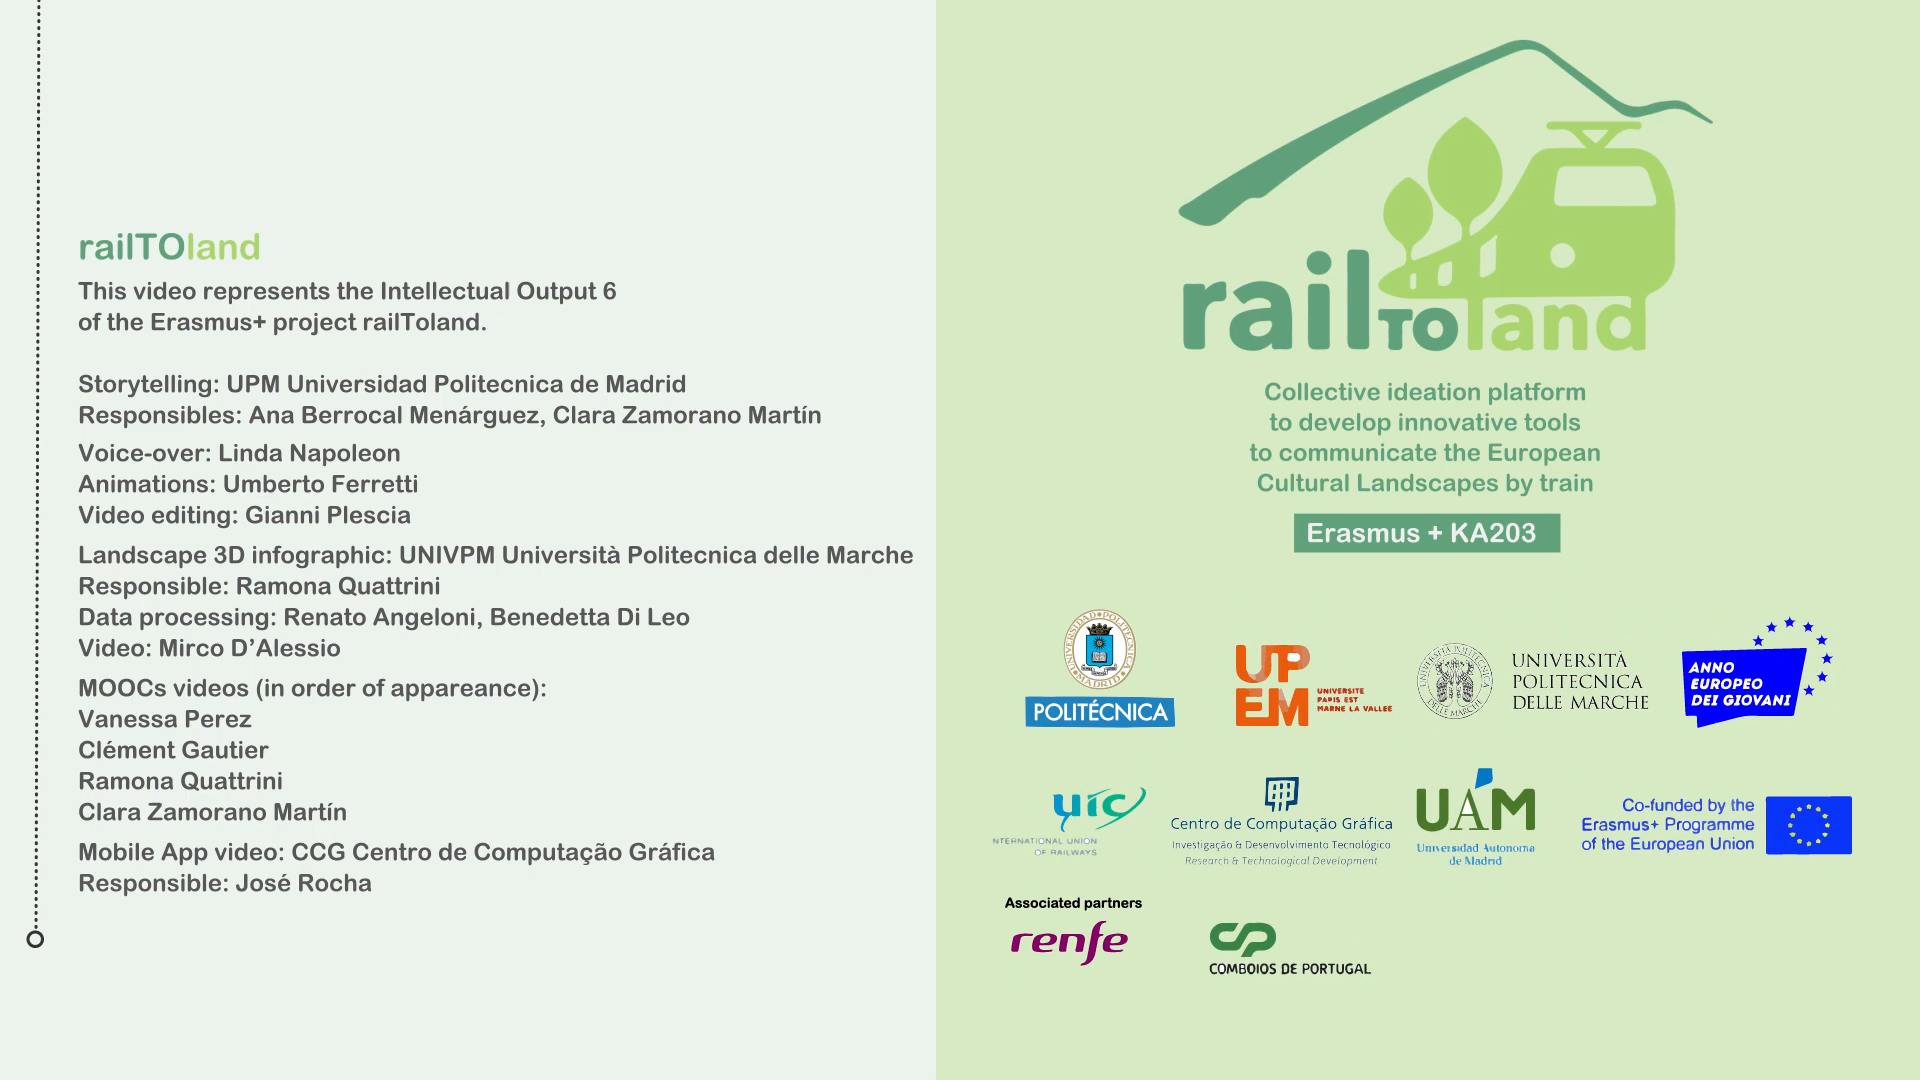 railTOland
This video represents the Intellectual Output 6
of the Erasmus+ project railToland.
Storytelling: UPM Universidad Politecnica de Madrid
Responsibles: Ana Berrocal Menárguez, Clara Zamorano Martín
Voice-over: Linda Napoleon
Animations: Umberto Ferretti
Video editing: Gianni Plescia
Landscape 3D infographic: UNIVPM Università Politecnica delle Marche
Responsible: Ramona Quattrini
Data processing: Renato Angeloni, Benedetta Di Leo
Video: Mirco D’Alessio
MOOCs videos (in order of appareance):
Vanessa Perez
Clément Gautier
Ramona Quattrini
Clara Zamorano Martín
Mobile App video: CCG Centro de Computação Gráfica
Responsible: José Rocha
railTOland
Collective ideation platform
to develop innovative tools
to communicate the European
Cultural Landscapes by train
Erasmus + KA203
UNIVERSIDAD POLITECNICA
MADRID
POLITÉCNICA
UP
EM
UNIVERSITE
PARIS EST
MARNE LA VALLEE
UNIVERSITÀ
POLITECNICA
DELLE MARCHE
ANNO
EUROPEO
DEI GIOVANI
uic
INTERNATIONAL UNION
OF RAILWAYS
Centro de Computação Gráfica
Investigação & Desenvolvimento Tecnológico
Research & Technological Development
UAM
Universidad Autonoma
de Madrid
Co-funded by the
Erasmus+ Programme
of the European Union
Associated partners
renfe
CP
COMBOIOS DE PORTUGAL